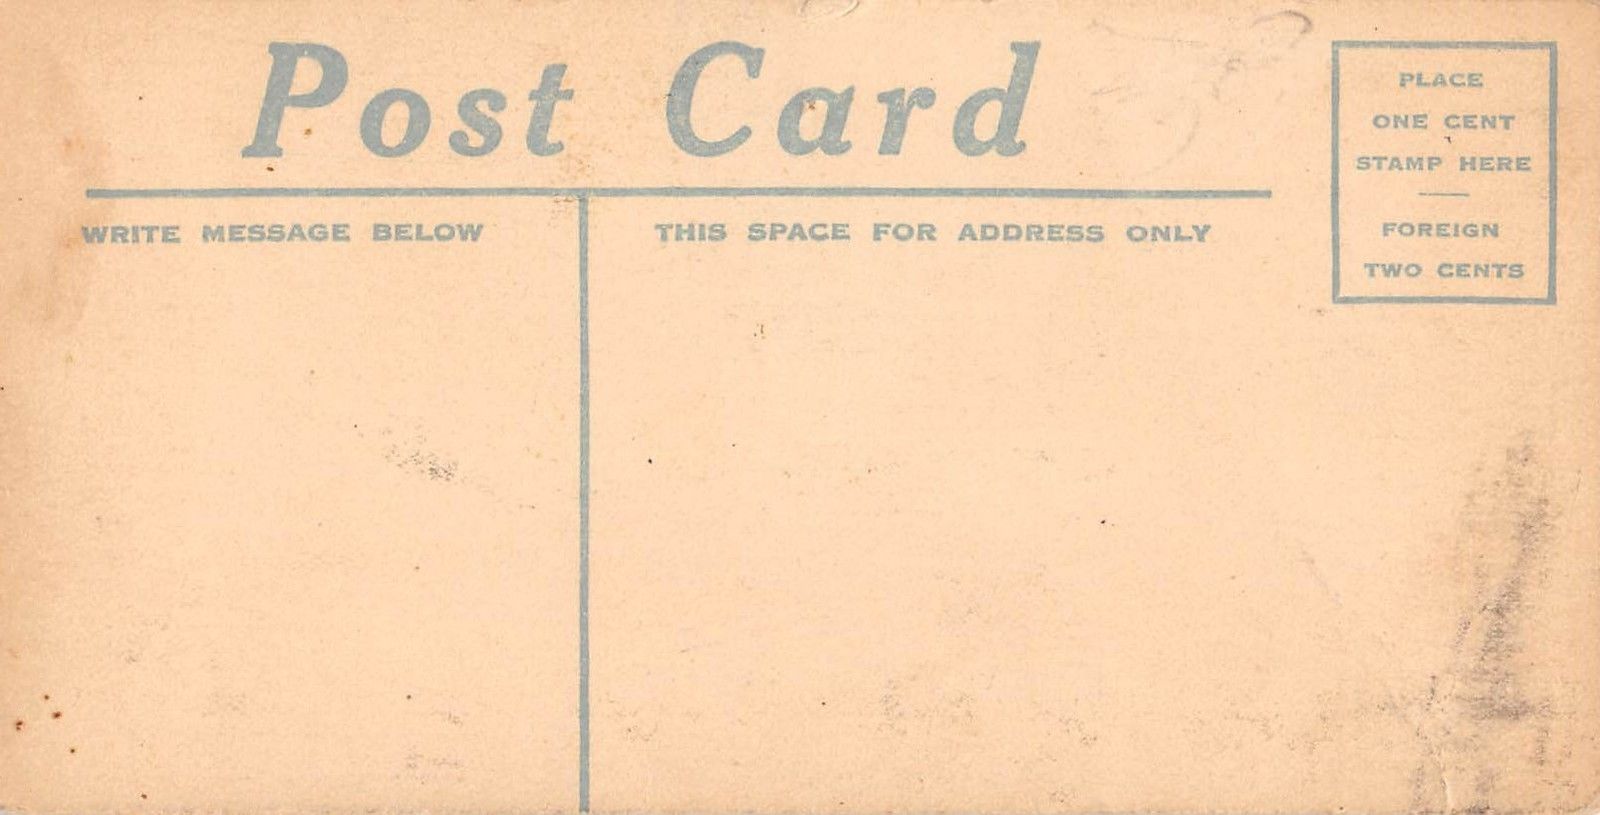 Post Card
PLACE
ONE CENT
STAMP HERE
FOREIGN
TWO CENTS
WRITE MESSAGE BELOW
THIS SPACE FOR ADDRESS ONLY